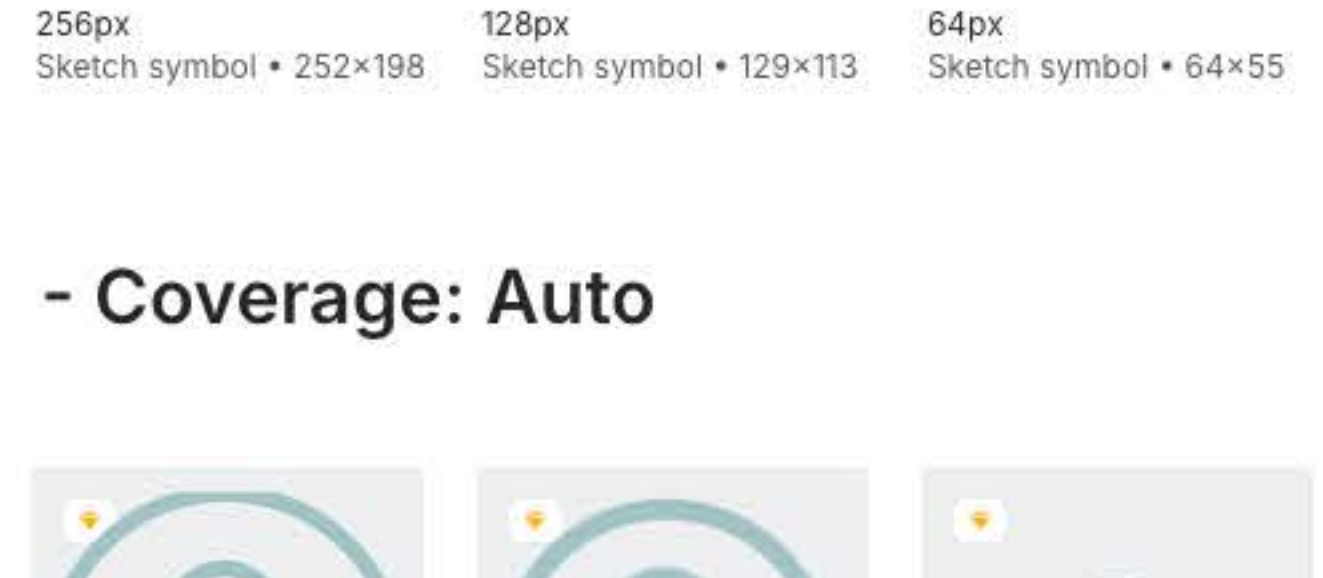 256px
Sketch symbol • 252×198
128px
Sketch symbol • 129×113
64px
Sketch symbol • 64×55
- Coverage: Auto